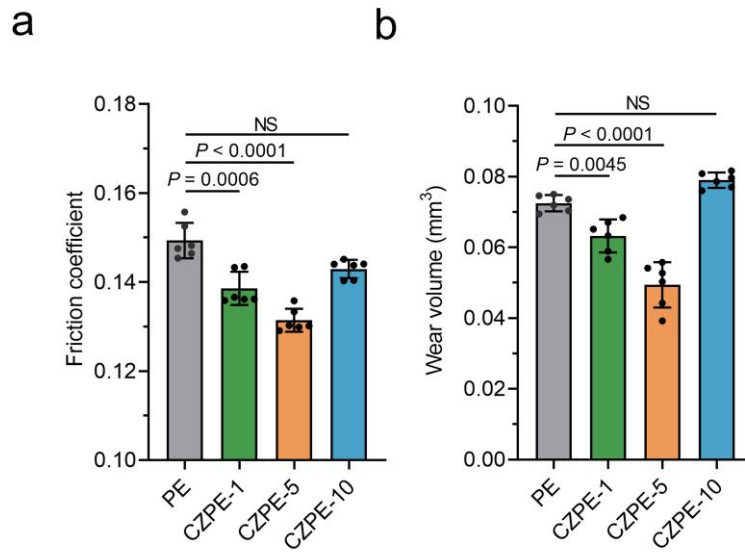 a
0.18
0.16
0.14
0.12
0.10
Friction coefficient
NS
P < 0.0001
P = 0.0006
PE
CZPE-1
CZPE-5
CZPE-10
b
0.10
0.08
0.06
0.04
0.02
0.00
Wear volume (mm³)
NS
P < 0.0001
P = 0.0045
PE
CZPE-1
CZPE-5
CZPE-10